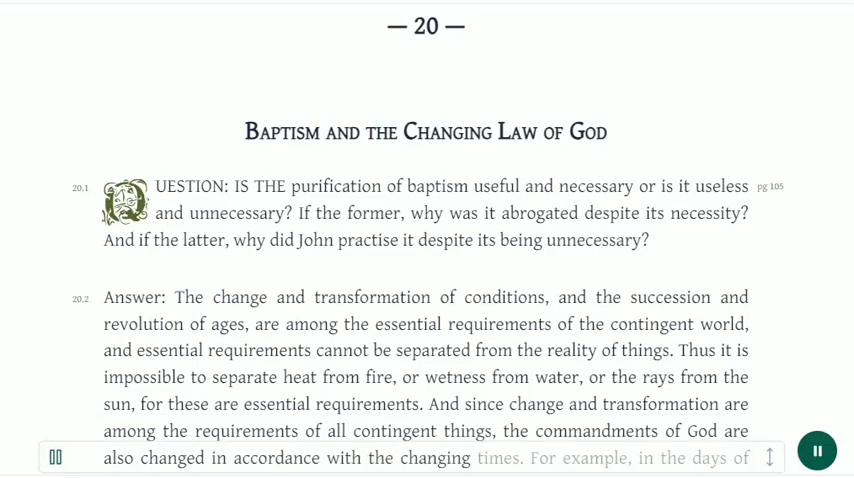 — 20 —
Baptism and the Changing Law of God
20.1 QUESTION: IS THE purification of baptism useful and necessary or is it useless pg 105
and unnecessary? If the former, why was it abrogated despite its necessity?
And if the latter, why did John practise it despite its being unnecessary?
20.2 Answer: The change and transformation of conditions, and the succession and
revolution of ages, are among the essential requirements of the contingent world,
and essential requirements cannot be separated from the reality of things. Thus it is
impossible to separate heat from fire, or wetness from water, or the rays from the
sun, for these are essential requirements. And since change and transformation are
among the requirements of all contingent things, the commandments of God are
also changed in accordance with the changing times. For example, in the days of